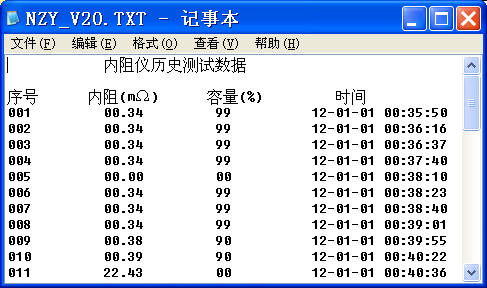 NZY_V20.TXT - 记事本
文件(F) 编辑(E) 格式(O) 查看(V) 帮助(H)
内阻仪历史测试数据
序号 内阻(mΩ) 容量(%) 时间
001 00.34 99 12-01-01 00:35:50
002 00.34 99 12-01-01 00:36:16
003 00.34 99 12-01-01 00:36:37
004 00.34 99 12-01-01 00:37:40
005 00.00 00 12-01-01 00:38:10
006 00.34 99 12-01-01 00:38:23
007 00.34 99 12-01-01 00:38:40
008 00.34 99 12-01-01 00:39:01
009 00.38 90 12-01-01 00:39:55
010 00.39 90 12-01-01 00:40:22
011 22.43 00 12-01-01 00:40:36